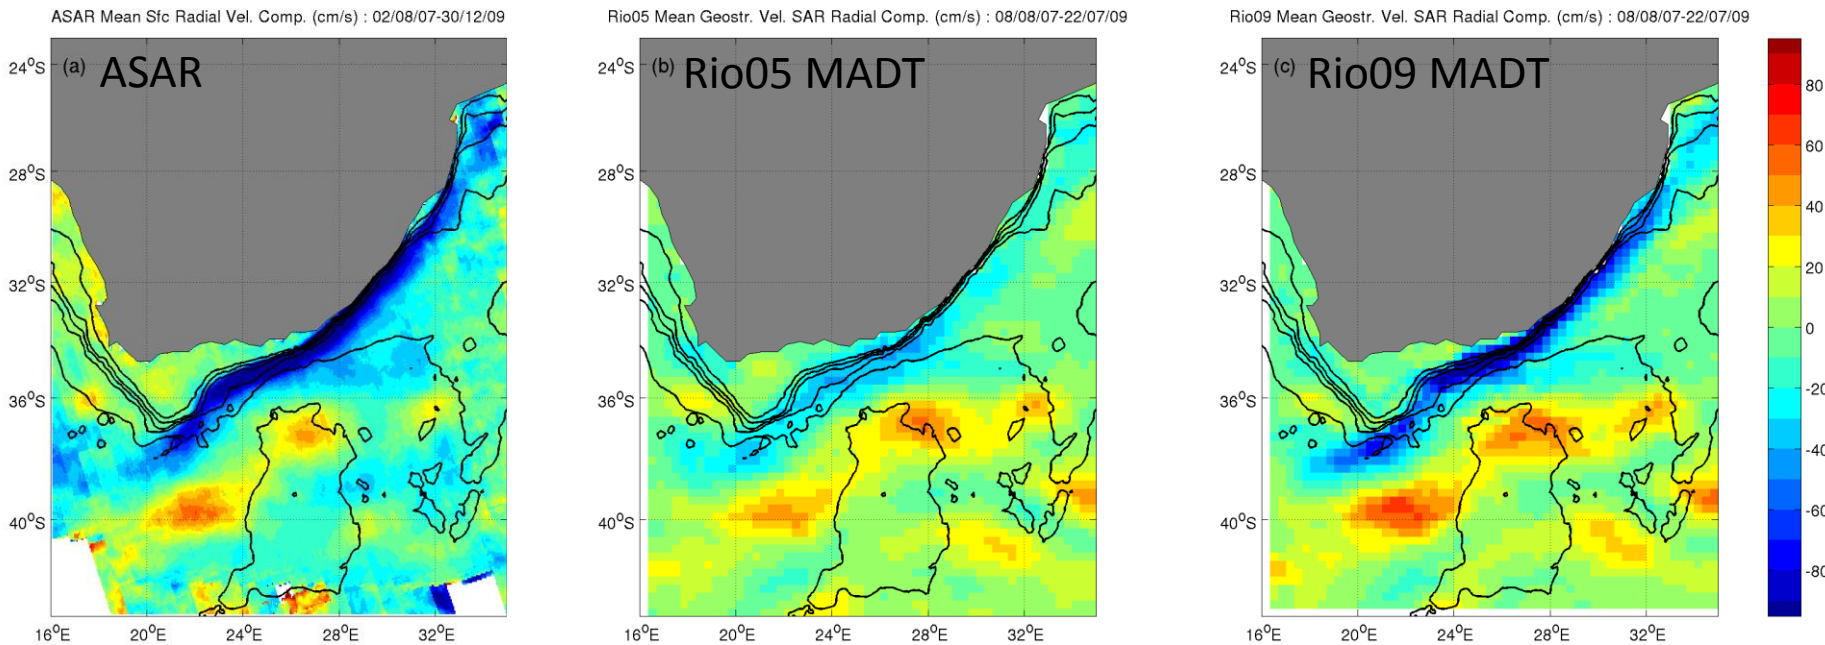 ASAR Mean Sfc Radial Vel. Comp. (cm/s) : 02/08/07-30/12/09
Rio05 Mean Geostr. Vel. SAR Radial Comp. (cm/s) : 08/08/07-22/07/09
Rio09 Mean Geostr. Vel. SAR Radial Comp. (cm/s) : 08/08/07-22/07/09
(a) ASAR
(b) Rio05 MADT
(c) Rio09 MADT
24°S
28°S
32°S
36°S
40°S
16°E 20°E 24°E 28°E 32°E
24°S
28°S
32°S
36°S
40°S
16°E 20°E 24°E 28°E 32°E
24°S
28°S
32°S
36°S
40°S
16°E 20°E 24°E 28°E 32°E
80
60
40
20
0
-20
-40
-60
-80